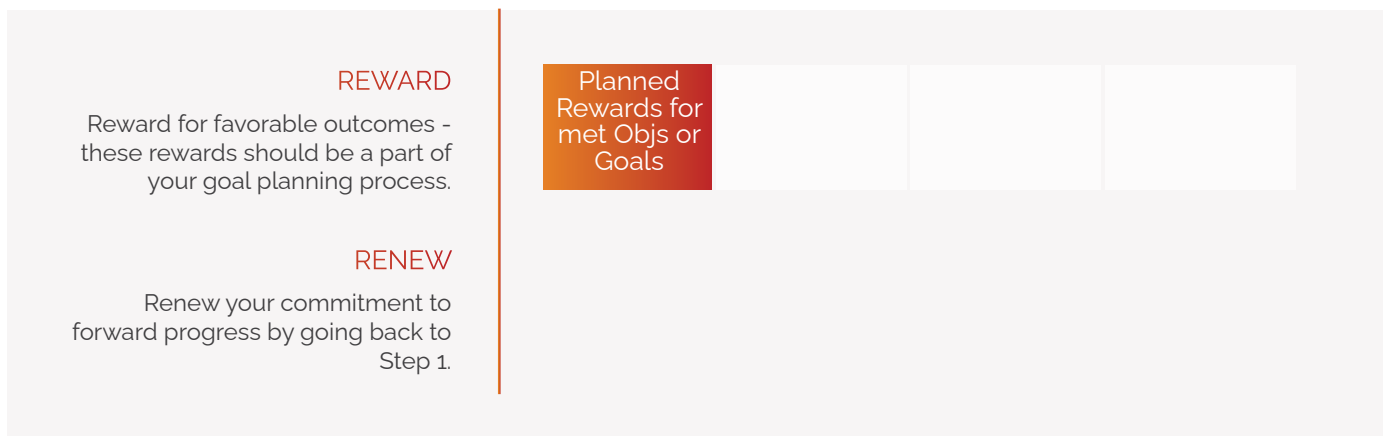 REWARD
Reward for favorable outcomes -
these rewards should be a part of
your goal planning process.
RENEW
Renew your commitment to
forward progress by going back to
Step 1.
Planned
Rewards for
met Objs or
Goals